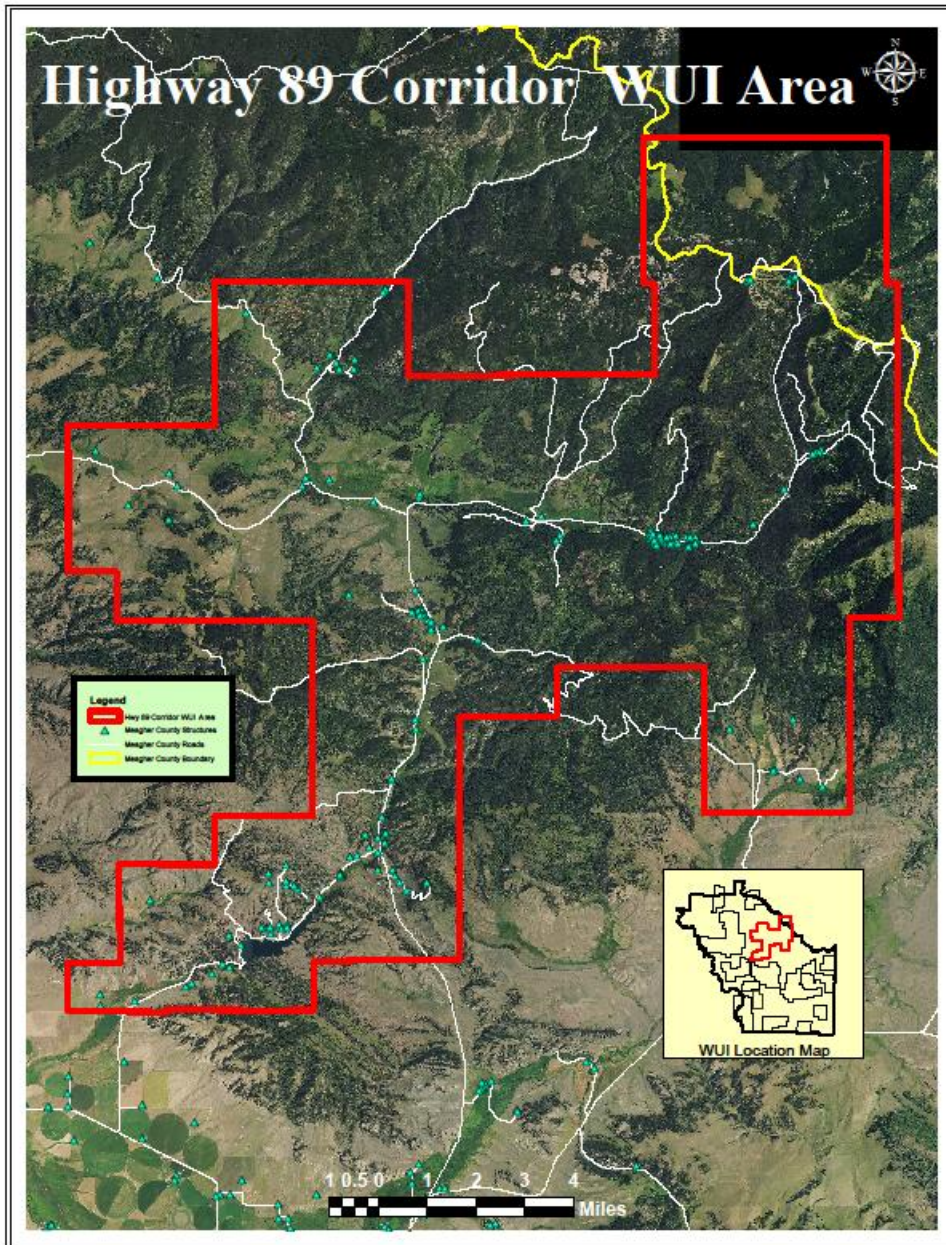 Highway 89 Corridor WUI Area
N
W E
S
Legend
Hwy 89 Corridor WUI Area
Meagher County Structures
Meagher County Roads
Meagher County Boundary
WUI Location Map
1 0.5 0 1 2 3 4
Miles